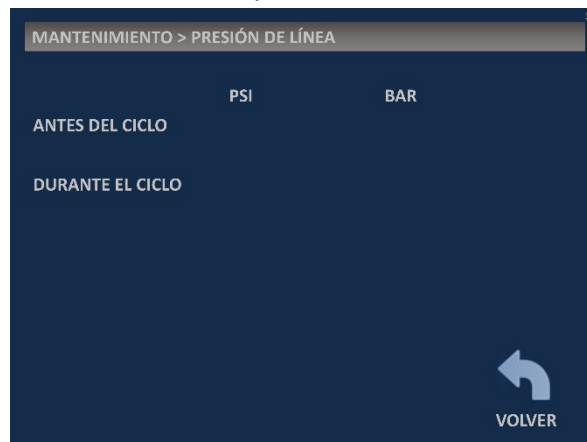 MANTENIMIENTO > PRESIÓN DE LÍNEA
PSI BAR
ANTES DEL CICLO
DURANTE EL CICLO
VOLVER